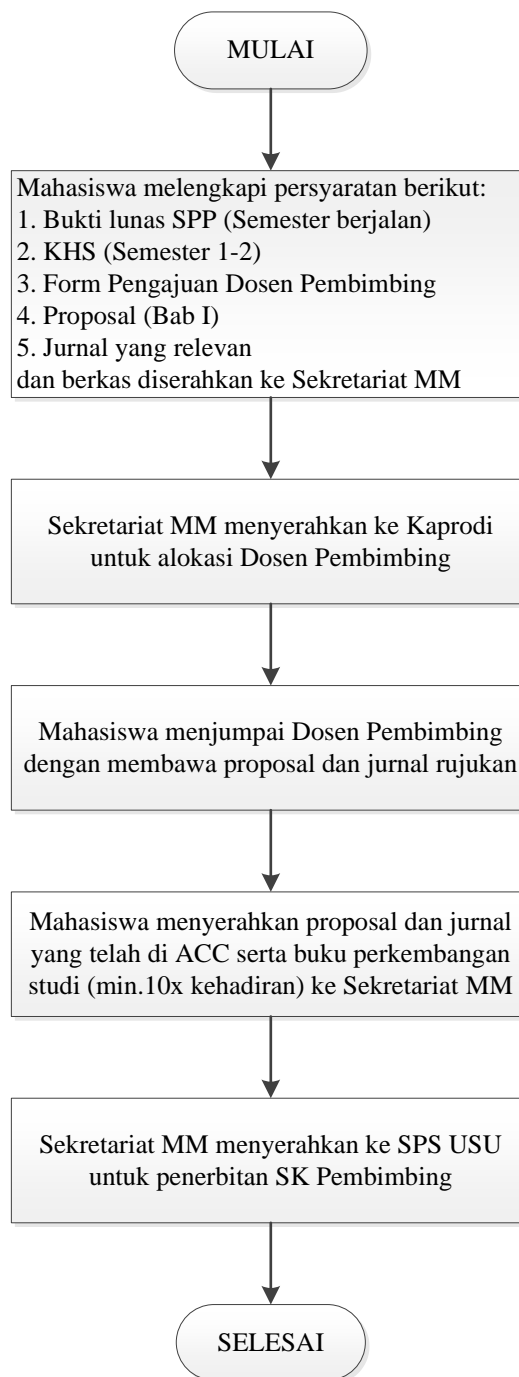 MULAI
Mahasiswa melengkapi persyaratan berikut:
1. Bukti lunas SPP (Semester berjalan)
2. KHS (Semester 1-2)
3. Form Pengajuan Dosen Pembimbing
4. Proposal (Bab I)
5. Jurnal yang relevan
dan berkas diserahkan ke Sekretariat MM
Sekretariat MM menyerahkan ke Kaprodi
untuk alokasi Dosen Pembimbing
Mahasiswa menjumpai Dosen Pembimbing
dengan membawa proposal dan jurnal rujukan
Mahasiswa menyerahkan proposal dan jurnal
yang telah di ACC serta buku perkembangan
studi (min.10x kehadiran) ke Sekretariat MM
Sekretariat MM menyerahkan ke SPS USU
untuk penerbitan SK Pembimbing
SELESAI